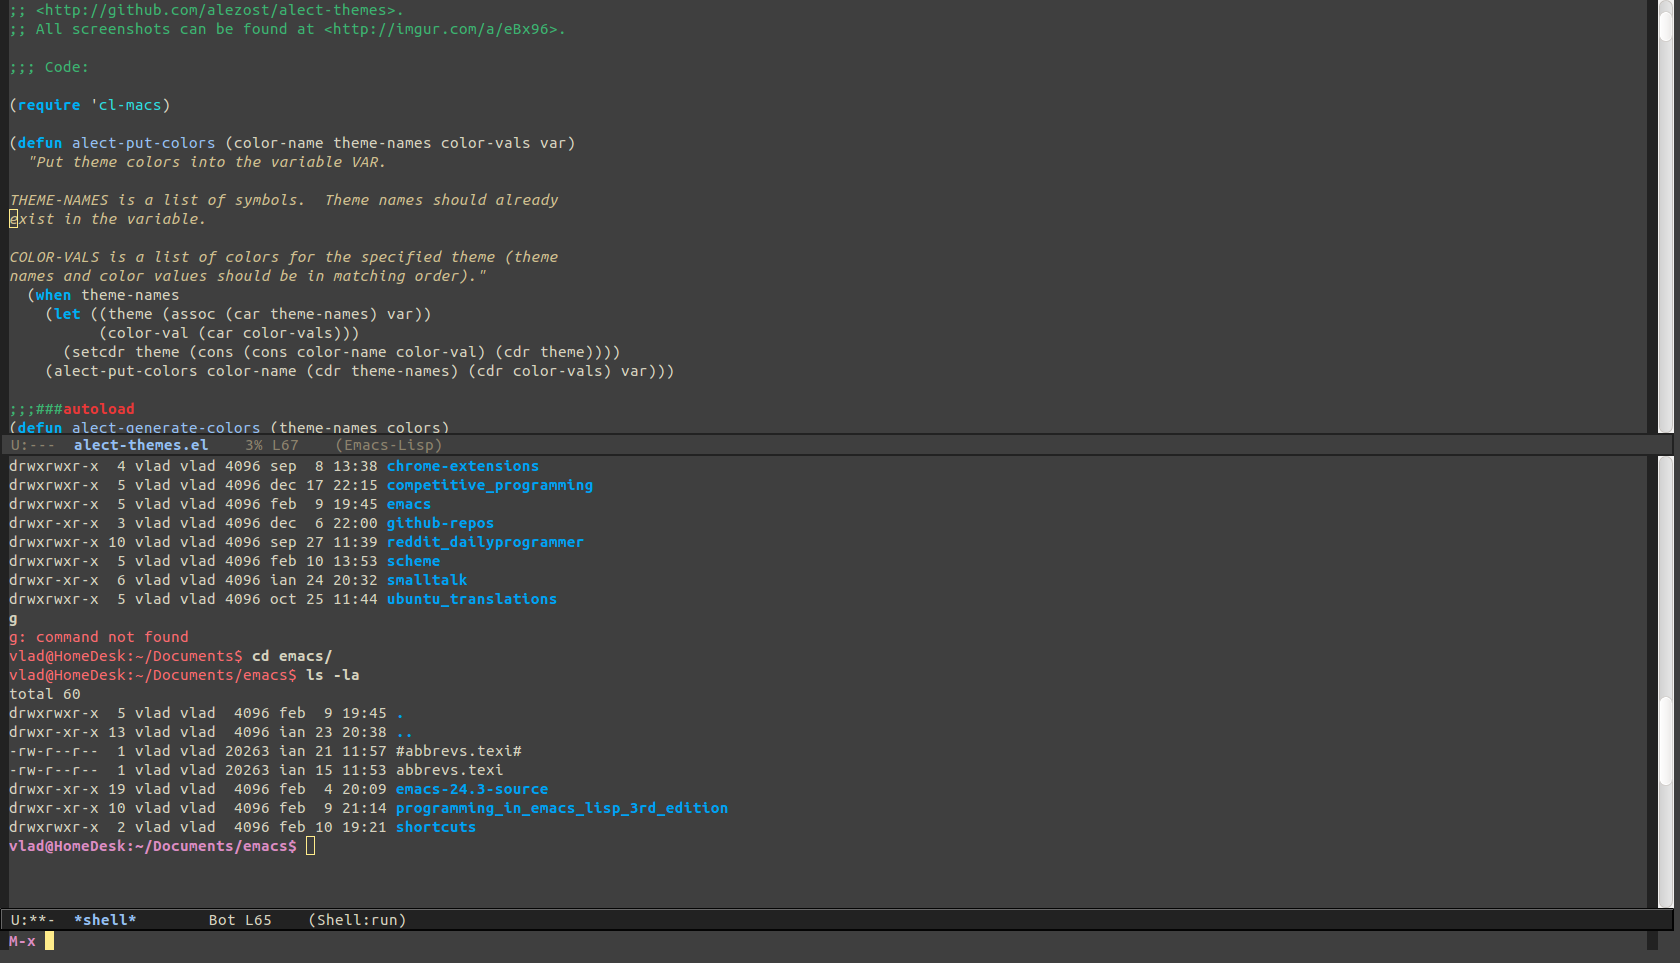 ;; <http://github.com/alezost/alect-themes>.
;; All screenshots can be found at <http://imgur.com/a/eBx96>.
;;; Code:
(require 'cl-macs)
(defun alect-put-colors (color-name theme-names color-vals var)
  "Put theme colors into the variable VAR.
THEME-NAMES is a list of symbols.  Theme names should already
exist in the variable.
COLOR-VALS is a list of colors for the specified theme (theme
names and color values should be in matching order)."
  (when theme-names
    (let ((theme (assoc (car theme-names) var))
          (color-val (car color-vals)))
      (setcdr theme (cons (cons color-name color-val) (cdr theme))))
    (alect-put-colors color-name (cdr theme-names) (cdr color-vals) var)))
;;;###autoload
(defun alect-generate-colors (theme-names colors)
U:---  alect-themes.el    3% L67    (Emacs-Lisp)
drwxrwxr-x  4 vlad vlad 4096 sep  8 13:38 chrome-extensions
drwxrwxr-x  5 vlad vlad 4096 dec 17 22:15 competitive_programming
drwxrwxr-x  5 vlad vlad 4096 feb  9 19:45 emacs
drwxr-xr-x  3 vlad vlad 4096 dec  6 22:00 github-repos
drwxrwxr-x 10 vlad vlad 4096 sep 27 11:39 reddit_dailyprogrammer
drwxrwxr-x  5 vlad vlad 4096 feb 10 13:53 scheme
drwxr-xr-x  6 vlad vlad 4096 ian 24 20:32 smalltalk
drwxrwxr-x  5 vlad vlad 4096 oct 25 11:44 ubuntu_translations
g
g: command not found
vlad@HomeDesk:~/Documents$ cd emacs/
vlad@HomeDesk:~/Documents/emacs$ ls -la
total 60
drwxrwxr-x  5 vlad vlad  4096 feb  9 19:45 .
drwxr-xr-x 13 vlad vlad  4096 ian 23 20:38 ..
-rw-r--r--  1 vlad vlad 20263 ian 21 11:57 #abbrevs.texi#
-rw-r--r--  1 vlad vlad 20263 ian 15 11:53 abbrevs.texi
drwxr-xr-x 19 vlad vlad  4096 feb  4 20:09 emacs-24.3-source
drwxr-xr-x 10 vlad vlad  4096 feb  9 21:14 programming_in_emacs_lisp_3rd_edition
drwxrwxr-x  2 vlad vlad  4096 feb 10 19:21 shortcuts
vlad@HomeDesk:~/Documents/emacs$
U:**-  *shell*        Bot L65    (Shell:run)
M-x